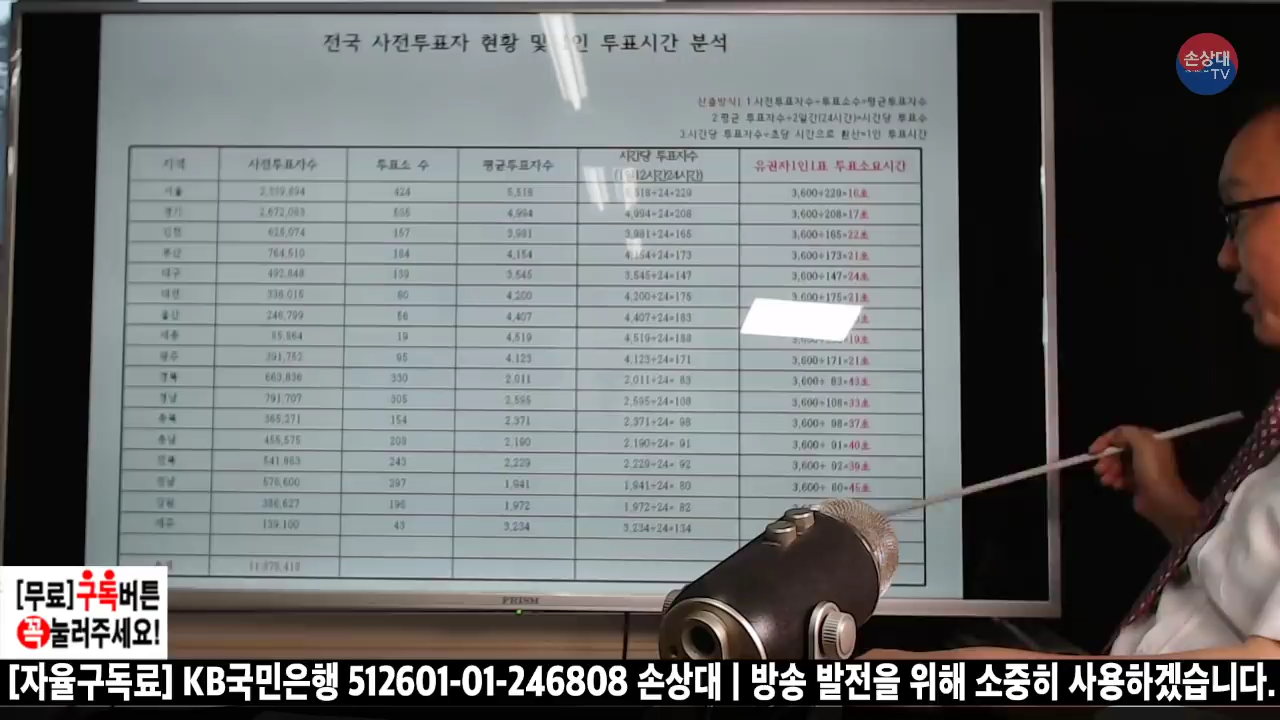 전국 사전투표자 현황 및 1인 투표시간 분석
손상대TV
산출방식) 1.사전투표자수÷투표소수=평균투표자수
2.평균 투표자수÷2일간(24시간)=시간당 투표수
3.시간당 투표자수÷초당 시간으로 환산=1인 투표시간
지역 사전투표자수 투표소 수 평균투표자수 시간당 투표자수 유권자1인1표 투표소요시간
서울 424 5,518 5,518÷24=229 3,600÷229=16초
경기 4,994 4,994÷24=208 3,600÷208=17초
인천 157 3,981 3,981÷24=165 3,600÷165=22초
부산 764,510 184 4,154 4,154÷24=173 3,600÷173=21초
대구 139 3,545 3,545÷24=147 3,600÷147=24초
대전 336,015 80 4,200 4,200÷24=175 3,600÷175=21초
울산 246,799 56 4,407 4,407÷24=183
세종 85,864 19 4,519 4,519÷24=188 19초
광주 391,753 95 4,123 4,123÷24=171 3,600÷171=21초
경북 663,836 330 2,011 2,011÷24= 83 3,600÷ 83=43초
경남 791,707 305 2,595 2,595÷24=108 3,600÷108=33초
충북 365,271 154 2,371 2,371÷24= 98 3,600÷ 98=37초
충남 455,575 208 2,190 2,190÷24= 91 3,600÷ 91=40초
전북 243 2,229 2,229÷24= 92 3,600÷ 92=39초
전남 576,600 297 1,941 1,941÷24= 80 3,600÷ 80=45초
강원 386,627 196 1,972 1,972÷24= 82
제주 139,100 43 3,234 3,234÷24=134
PRISM
[무료]구독버튼
꼭눌러주세요!
[자율구독료] KB국민은행 512601-01-246808 손상대 | 방송 발전을 위해 소중히 사용하겠습니다.